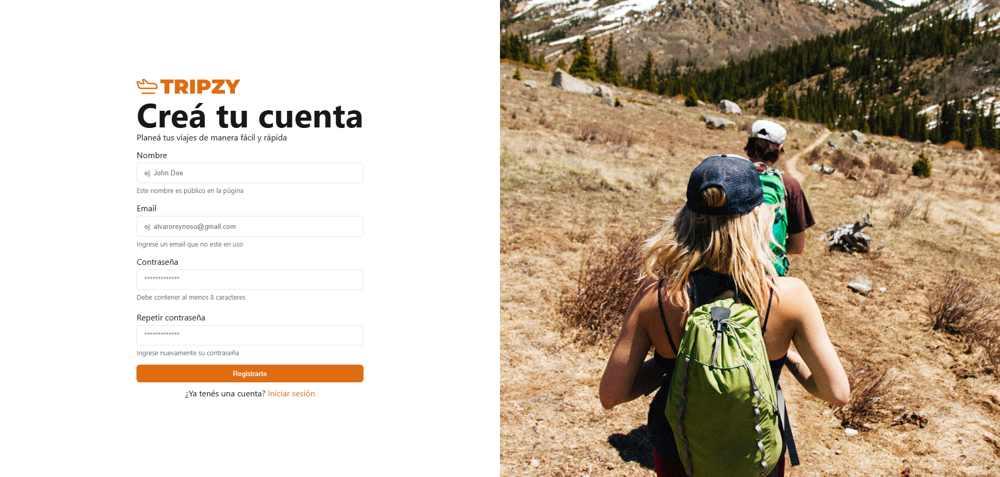 TRIPZY
Creá tu cuenta
Planeá tus viajes de manera fácil y rápida
Nombre
ej: John Doe
Este nombre es público en la púgina
Email
ej: alvaroreynoso@gmail.com
Ingrese un email que no este en uso
Contraseña
*************
Debe contener al menos 8 caracteres
Repetir contraseña
*************
Ingrese nuevamente su contraseña
Registrarte
¿Ya tenés una cuenta? Iniciar sesión